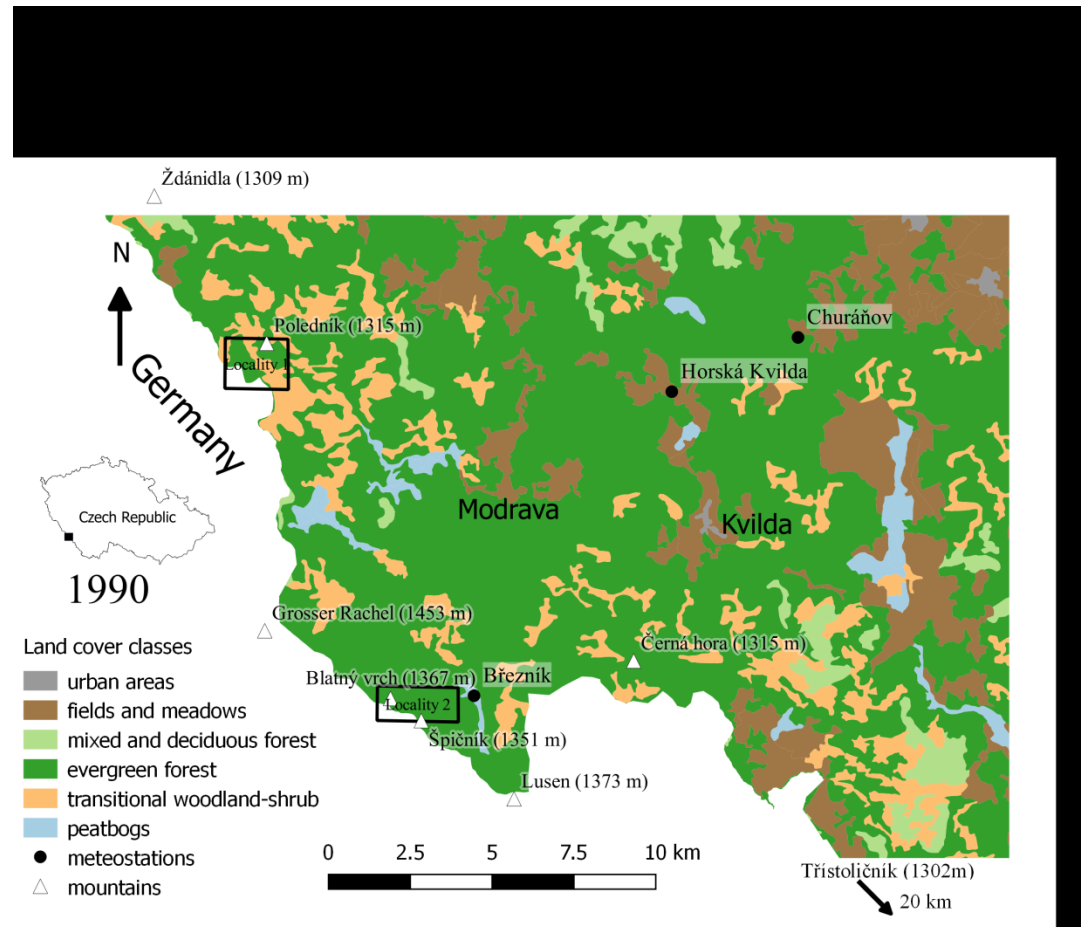 Ždánidla (1309 m)
N
Churáňov
Poledník (1315 m)
Locality 1
Horská Kvilda
Germany
Modrava
Kvilda
Czech Republic
1990
Grosser Rachel (1453 m)
Černá hora (1315 m)
Land cover classes
Blatný vrch (1367 m)
Březník
urban areas
Locality 2
fields and meadows
Špičník (1351 m)
mixed and deciduous forest
evergreen forest
Lusen (1373 m)
transitional woodland-shrub
peatbogs
meteostations
mountains
0 2.5 5 7.5 10 km
Třístoličník (1302m)
20 km